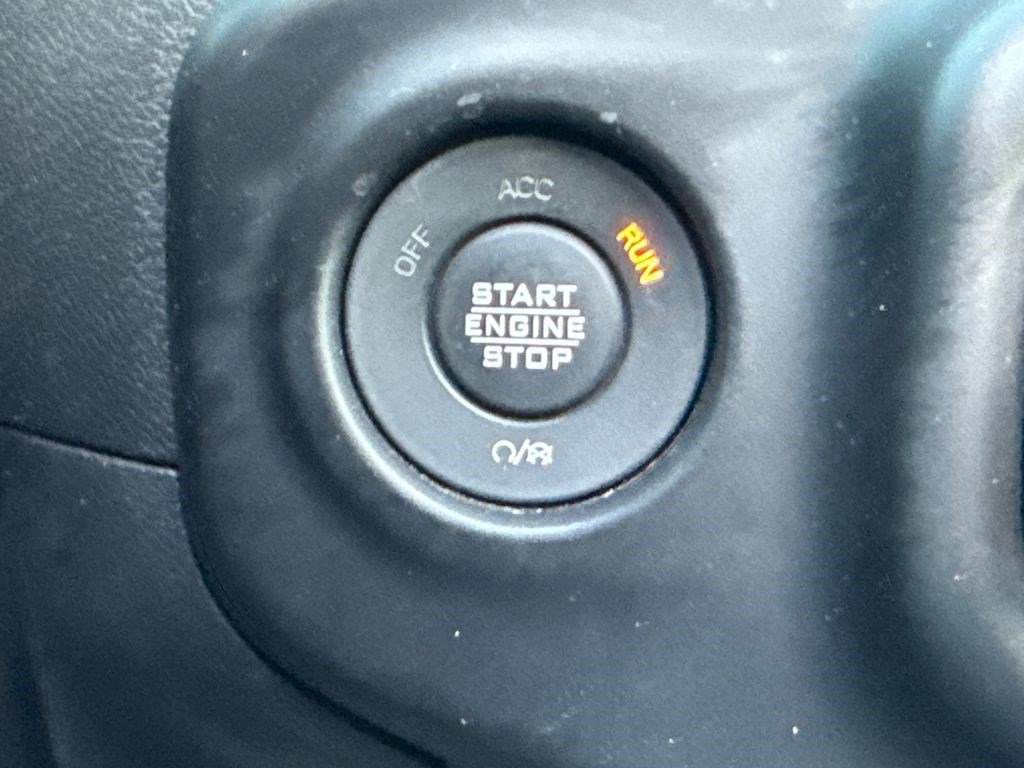 ACC
OFF
RUN
START
ENGINE
STOP